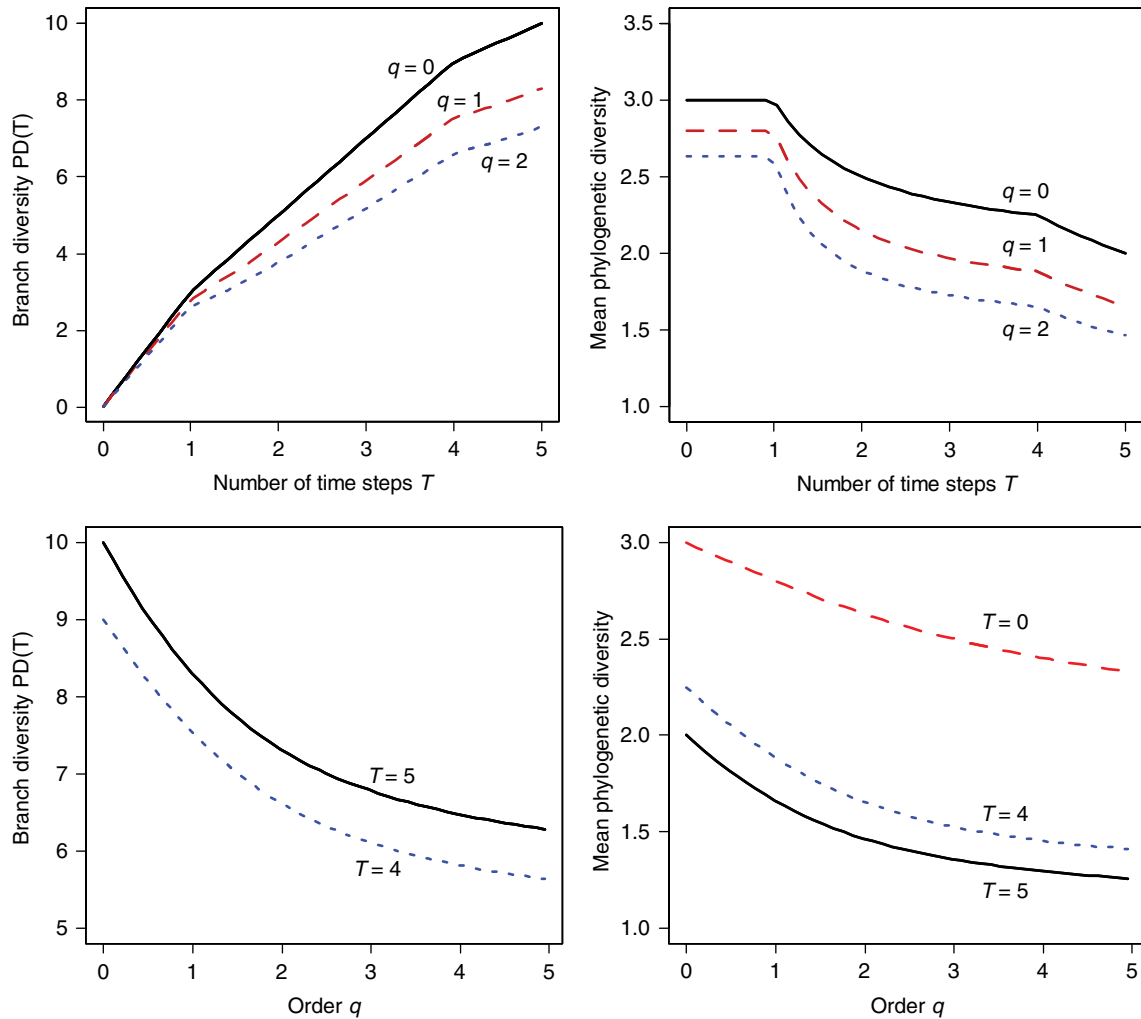 Branch diversity PD(T)
10
8
6
4
2
0
q = 0
q = 1
q = 2
0 1 2 3 4 5
Number of time steps T
Mean phylogenetic diversity
3.5
3.0
2.5
2.0
1.5
1.0
q = 0
q = 1
q = 2
0 1 2 3 4 5
Number of time steps T
Branch diversity PD(T)
10
9
8
7
6
5
T = 5
T = 4
0 1 2 3 4 5
Order q
Mean phylogenetic diversity
3.0
2.5
2.0
1.5
1.0
T = 0
T = 4
T = 5
0 1 2 3 4 5
Order q